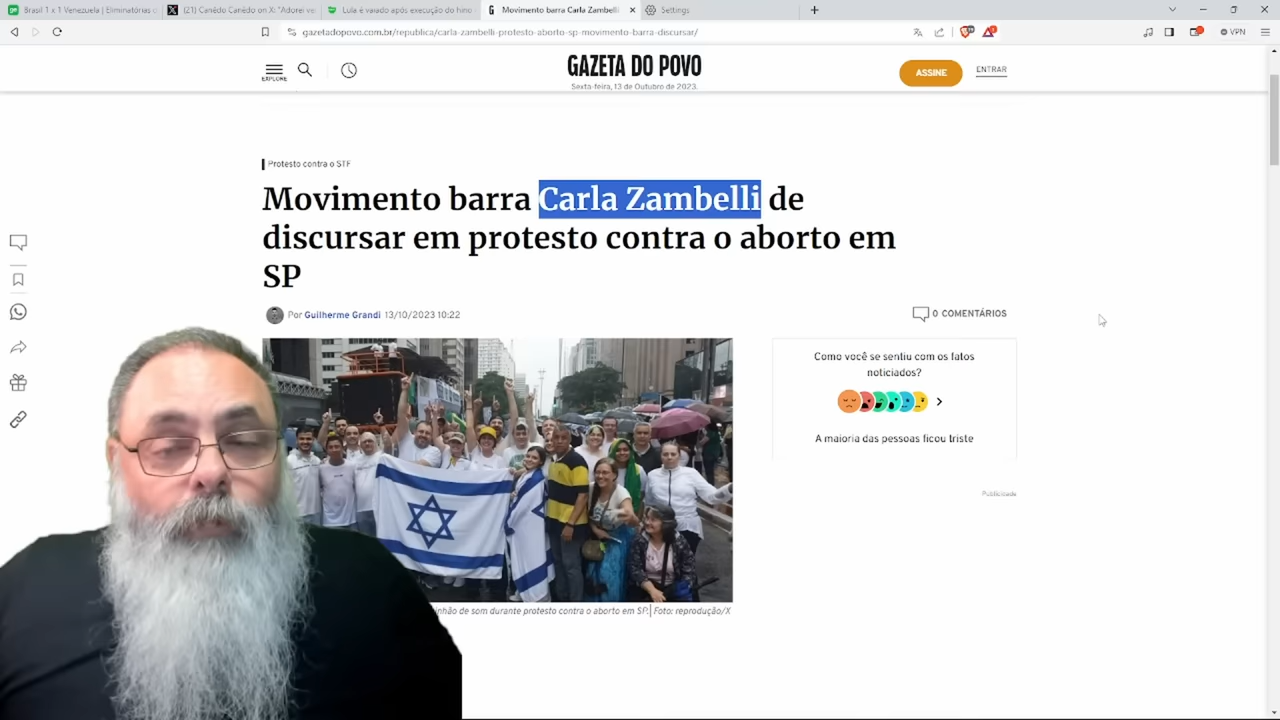 Brasil 1 x 1 Venezuela | Eliminatórias d
(21) Canêdo Canêdo on X: "Adorei ve
Lula é vaiado após execução do hino
Movimento barra Carla Zambelli
Settings
gazetadopovo.com.br/republica/carla-zambelli-protesto-aborto-sp-movimento-barra-discursar/
VPN
EXPLORE
GAZETA DO POVO
Sexta-feira, 13 de Outubro de 2023.
ASSINE
ENTRAR
Protesto contra o STF
Movimento barra Carla Zambelli de
discursar em protesto contra o aborto em
SP
Por Guilherme Grandi 13/10/2023 10:22
0 COMENTÁRIOS
Como você se sentiu com os fatos
noticiados?
A maioria das pessoas ficou triste
Publicidade
de som durante protesto contra o aborto em SP. Foto: reprodução/X